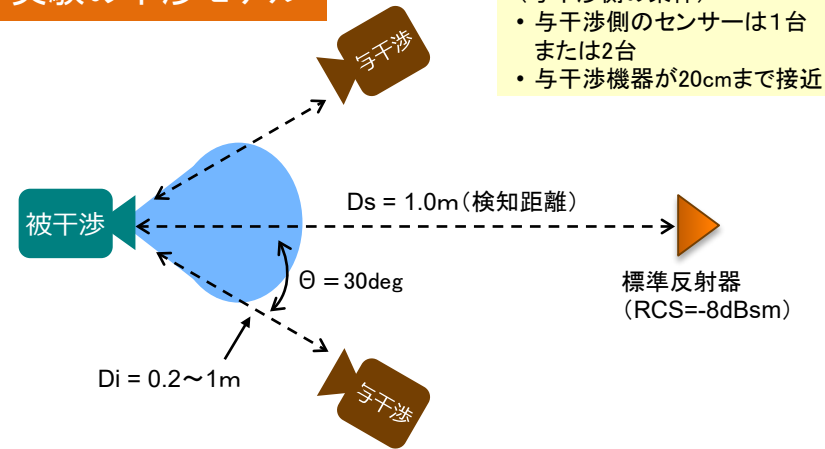 ・与干渉側のセンサーは1台
または2台
・与干渉機器が20cmまで接近
与干渉
被干渉
Ds = 1.0m（検知距離）
Θ = 30deg
標準反射器
（RCS=-8dBsm）
Di = 0.2～1m
与干渉